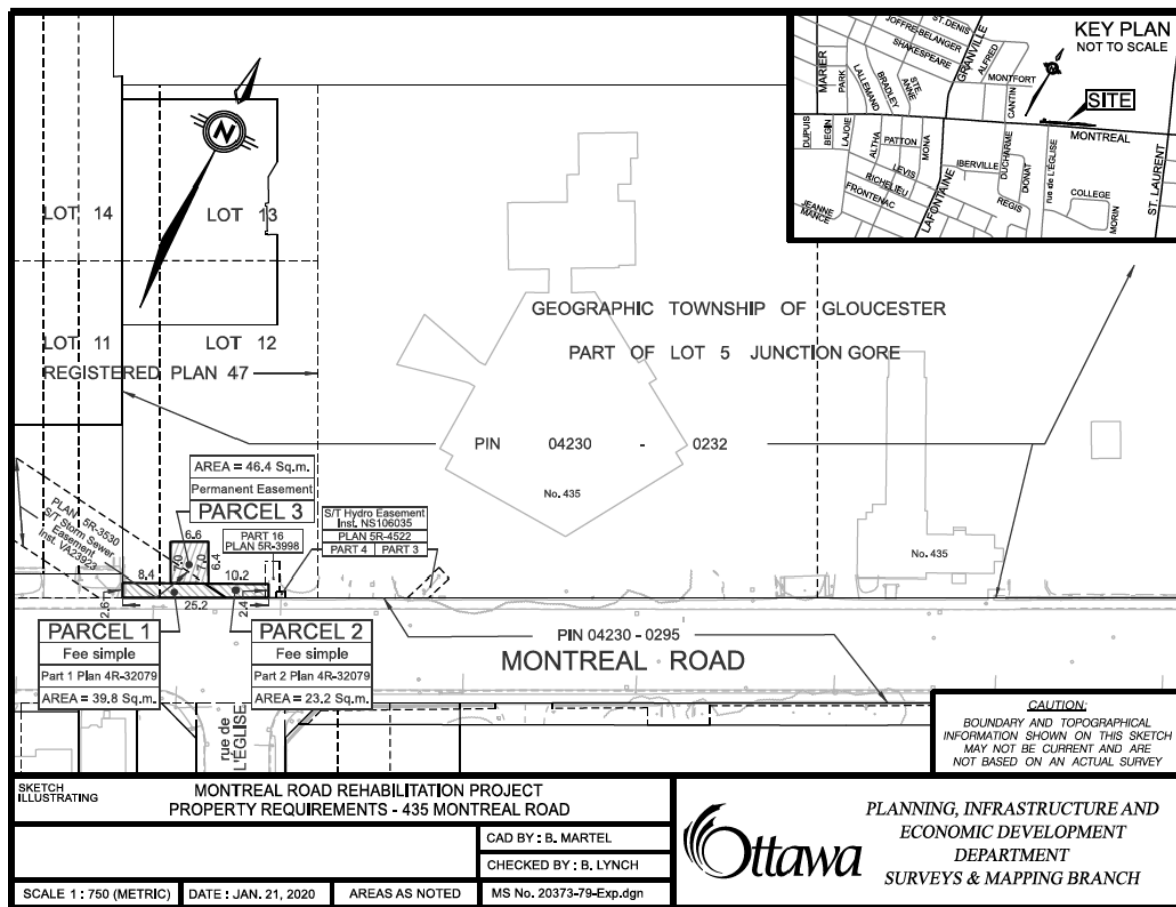 KEY PLAN
NOT TO SCALE
ST. DENIS
JOFFRE-BELANGER
SHAKESPEARE
GRANVILLE
ALFRED
MONTFORT
MARIER
PARK
LALLEMAND
BRADLEY
STE.
ANNE
CANTIN
SITE
MONTREAL
DUPUIS
BEGIN
LAJOIE
ALTHA
PATTON
MONA
LEVIS
RICHELIEU
FRONTENAC
JEANNE
MANCE
LAFONTAINE
IBERVILLE
DUCHARME
DONAT
REGIS
rue de L'ÉGLISE
COLLEGE
MORIN
ST. LAURENT
N
LOT 14
LOT 13
LOT 11
LOT 12
REGISTERED PLAN 47
GEOGRAPHIC TOWNSHIP OF GLOUCESTER
PART OF LOT 5 JUNCTION GORE
PIN 04230 - 0232
No. 435
No. 435
AREA = 46.4 Sq.m.
Permanent Easement
PARCEL 3
PLAN 5R-3530
S/T Storm Sewer
Easement
Inst. VA23923
PART 16
PLAN 5R-3998
S/T Hydro Easement
Inst. NS106035
PLAN 5R-4522
PART 4 PART 3
6.6
7.0
7.0
6.4
8.4
10.2
2.6
25.2
2.4
PARCEL 1
Fee simple
Part 1 Plan 4R-32079
AREA = 39.8 Sq.m.
PARCEL 2
Fee simple
Part 2 Plan 4R-32079
AREA = 23.2 Sq.m.
PIN 04230 - 0295
MONTREAL ROAD
rue de
L'ÉGLISE
CAUTION:
BOUNDARY AND TOPOGRAPHICAL
INFORMATION SHOWN ON THIS SKETCH
MAY NOT BE CURRENT AND ARE
NOT BASED ON AN ACTUAL SURVEY
SKETCH
ILLUSTRATING
MONTREAL ROAD REHABILITATION PROJECT
PROPERTY REQUIREMENTS - 435 MONTREAL ROAD
CAD BY : B. MARTEL
CHECKED BY : B. LYNCH
SCALE 1 : 750 (METRIC)
DATE : JAN. 21, 2020
AREAS AS NOTED
MS No. 20373-79-Exp.dgn
Ottawa
PLANNING, INFRASTRUCTURE AND
ECONOMIC DEVELOPMENT
DEPARTMENT
SURVEYS & MAPPING BRANCH